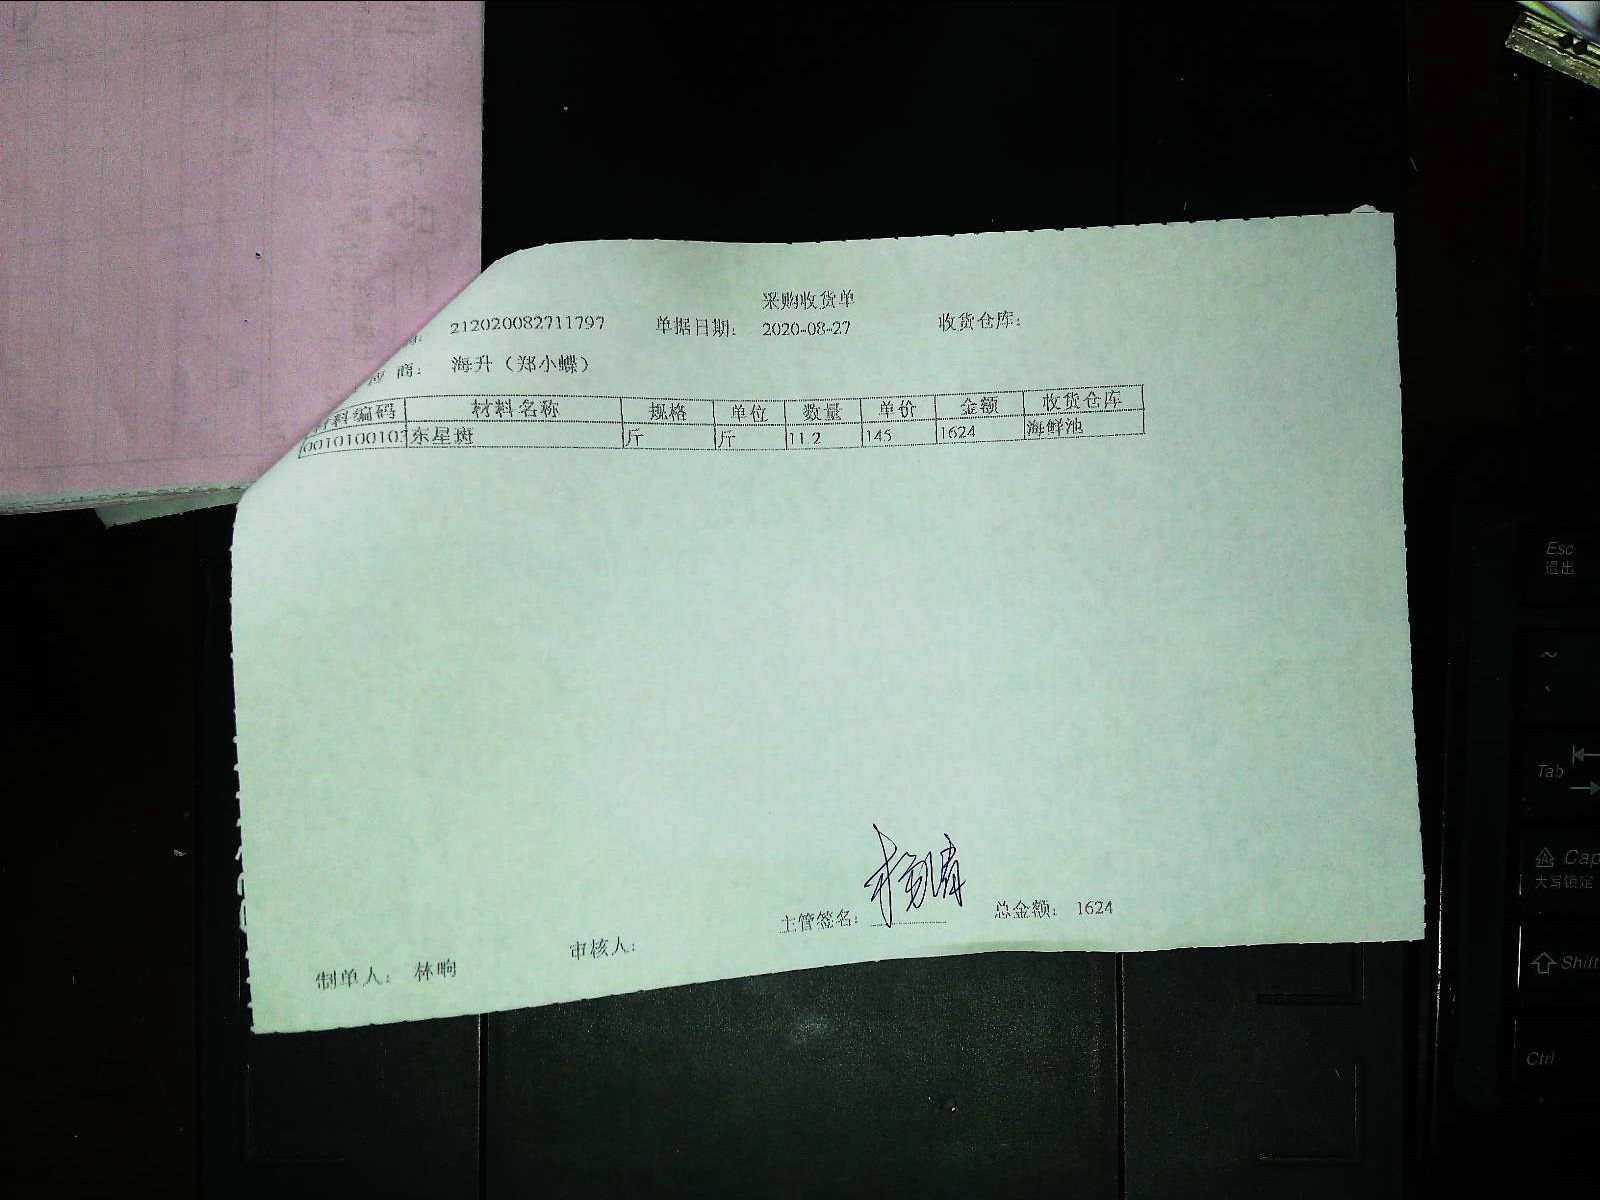 采购收货单
212020082711797 单据日期: 2020-08-27 收货仓库:
应 商: 海升（郑小蝶）
材料编码 材料名称 规格 单位 数量 单价 金额 收货仓库
东星斑 斤 斤 11.2 145 1624 海鲜池
主管签名: 总金额: 1624
制单人: 林响 审核人:
Esc
退出
~
Tab
Cap
大写锁定
Shift
Ctrl